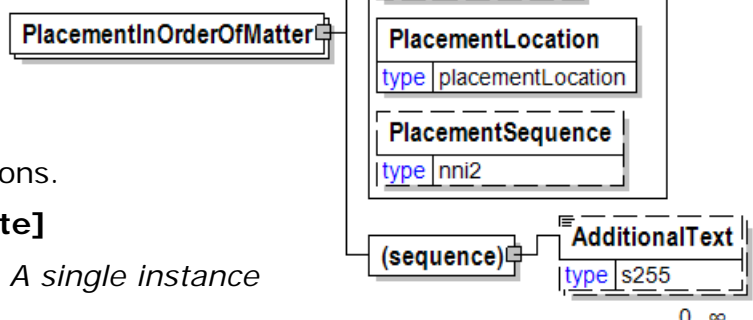 PlacementInOrderOfMatter
PlacementLocation
type placementLocation
PlacementSequence
type nni2
ons.
te]
A single instance
(sequence)
AdditionalText
type s255
0 ∞